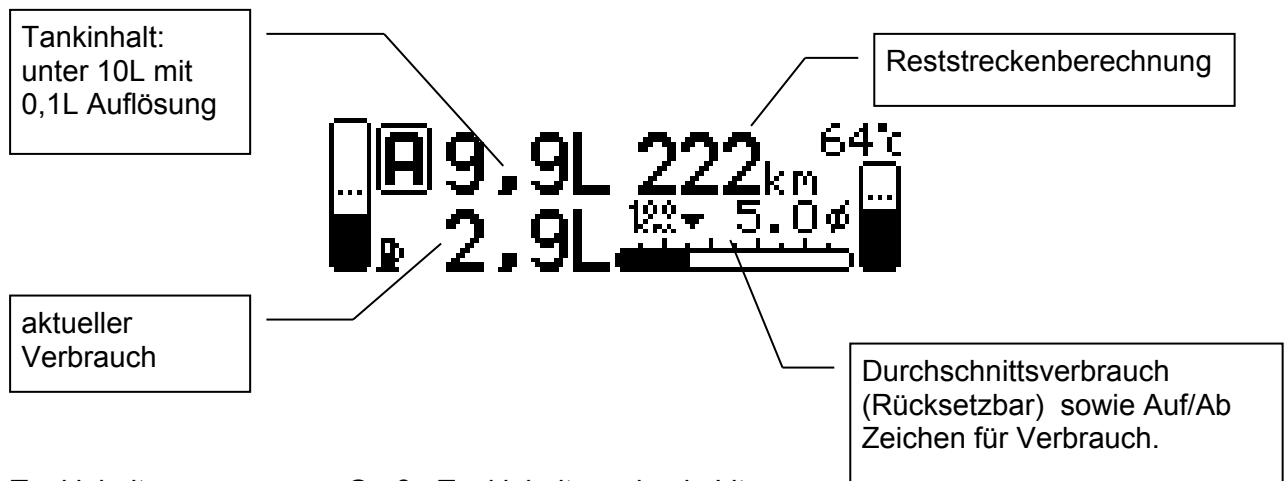 Tankinhalt:
unter 10L mit
0,1L Auflösung
Reststreckenberechnung
A 9,9L 222km 64°c
2,9L 5.0ø
aktueller
Verbrauch
Durchschnittsverbrauch
(Rücksetzbar) sowie Auf/Ab
Zeichen für Verbrauch.